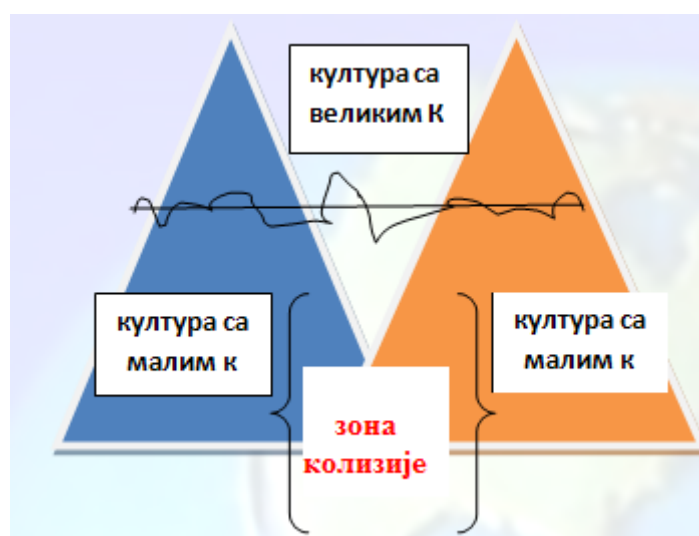 култура са
великим К
култура са
малим к
култура са
малим к
зона
колизије